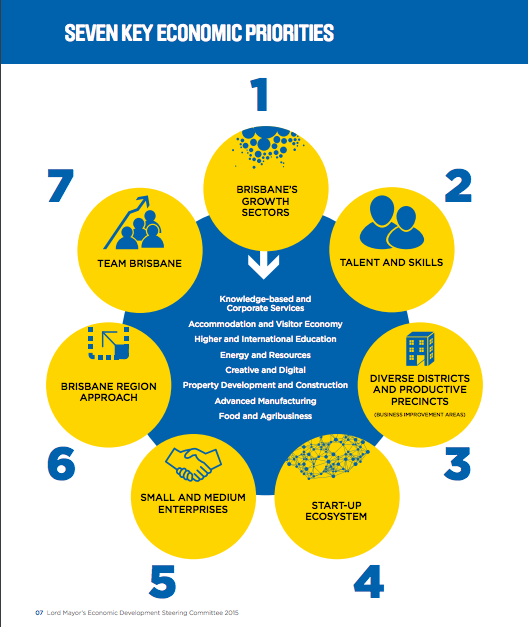 SEVEN KEY ECONOMIC PRIORITIES
1
BRISBANE'S
GROWTH
SECTORS
2
TALENT AND SKILLS
3
DIVERSE DISTRICTS
AND PRODUCTIVE
PRECINCTS
(BUSINESS IMPROVEMENT AREAS)
4
START-UP
ECOSYSTEM
5
SMALL AND MEDIUM
ENTERPRISES
6
BRISBANE REGION
APPROACH
7
TEAM BRISBANE
Knowledge-based and
Corporate Services
Accommodation and Visitor Economy
Higher and International Education
Energy and Resources
Creative and Digital
Property Development and Construction
Advanced Manufacturing
Food and Agribusiness
07 Lord Mayor's Economic Development Steering Committee 2015